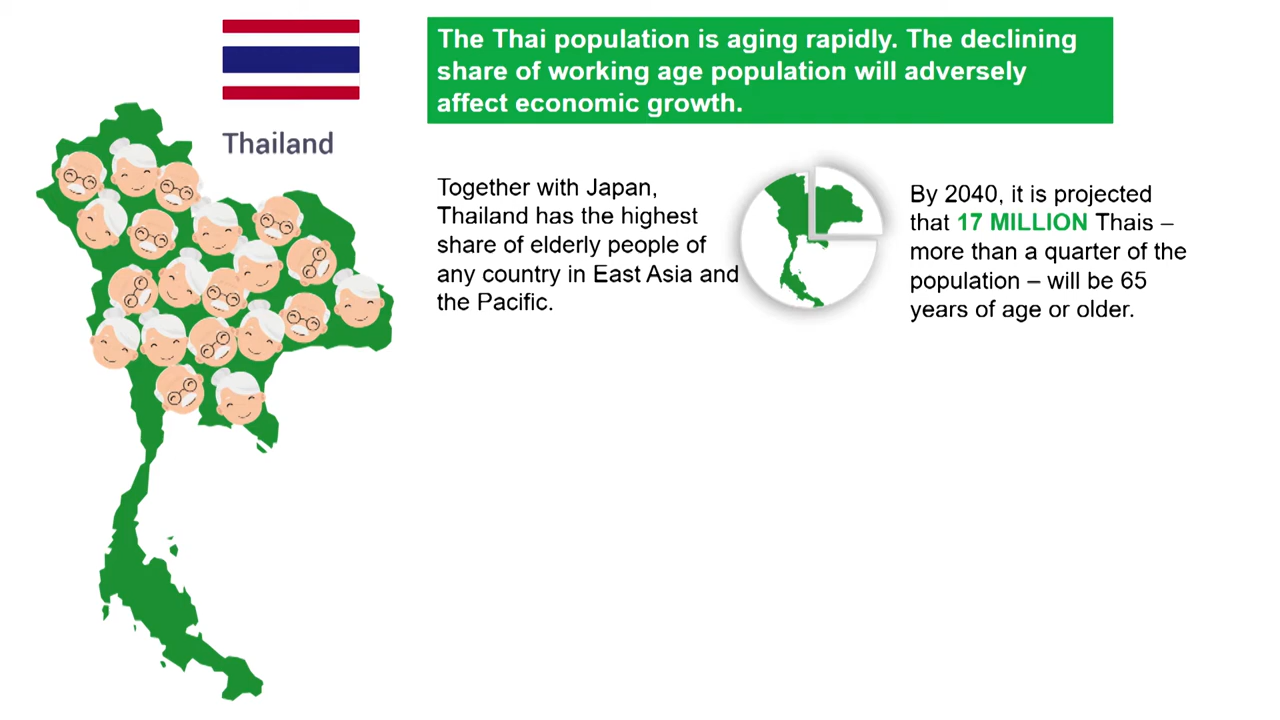 The Thai population is aging rapidly. The declining
share of working age population will adversely
affect economic growth.
Thailand
Together with Japan,
Thailand has the highest
share of elderly people of
any country in East Asia and
the Pacific.
By 2040, it is projected
that 17 MILLION Thais –
more than a quarter of the
population – will be 65
years of age or older.